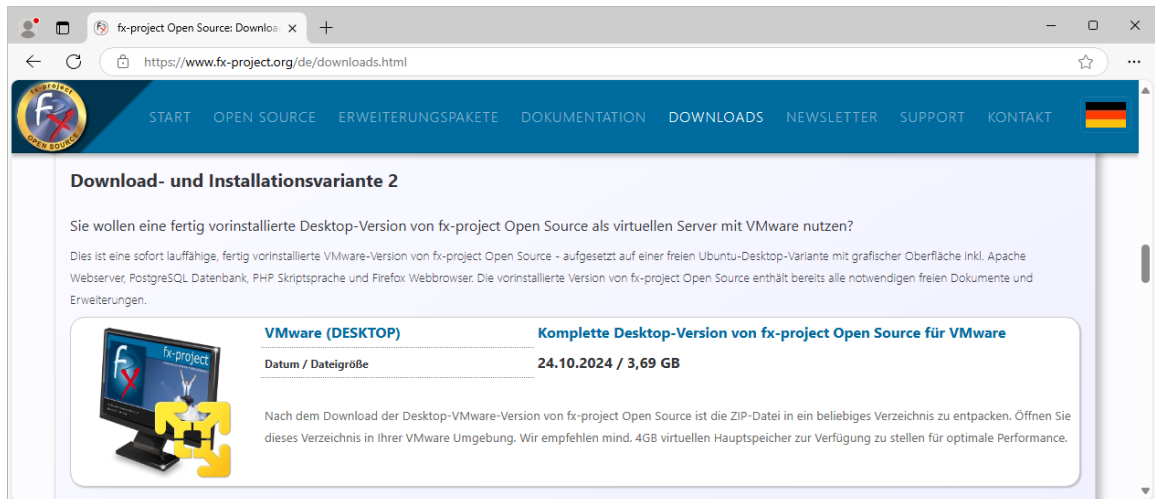 fx-project Open Source: Downloa
https://www.fx-project.org/de/downloads.html
fx-project
OPEN SOURCE
START OPEN SOURCE ERWEITERUNGSPAKETE DOKUMENTATION DOWNLOADS NEWSLETTER SUPPORT KONTAKT
Download- und Installationsvariante 2
Sie wollen eine fertig vorinstallierte Desktop-Version von fx-project Open Source als virtuellen Server mit VMware nutzen?
Dies ist eine sofort lauffähige, fertig vorinstallierte VMware-Version von fx-project Open Source - aufgesetzt auf einer freien Ubuntu-Desktop-Variante mit grafischer Oberfläche inkl. Apache
Webserver, PostgreSQL Datenbank, PHP Skriptsprache und Firefox Webbrowser. Die vorinstallierte Version von fx-project Open Source enthält bereits alle notwendigen freien Dokumente und
Erweiterungen.
fx-project
VMware (DESKTOP) Komplette Desktop-Version von fx-project Open Source für VMware
Datum / Dateigröße 24.10.2024 / 3,69 GB
Nach dem Download der Desktop-VMware-Version von fx-project Open Source ist die ZIP-Datei in ein beliebiges Verzeichnis zu entpacken. Öffnen Sie
dieses Verzeichnis in Ihrer VMware Umgebung. Wir empfehlen mind. 4GB virtuellen Hauptspeicher zur Verfügung zu stellen für optimale Performance.